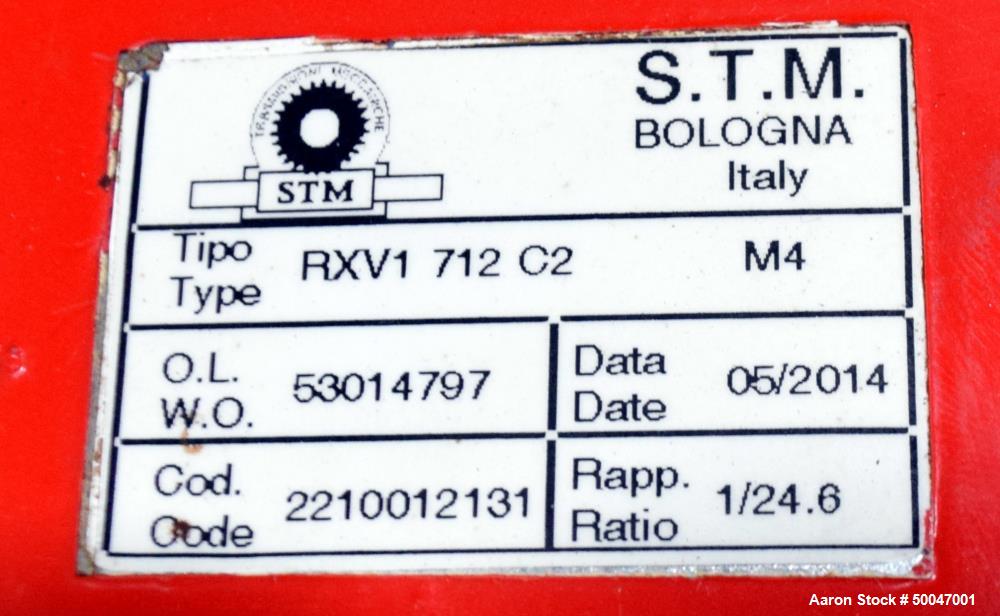 TRASMISSIONI MECCANICHE
STM
S.T.M.
BOLOGNA
Italy
Tipo
Type
RXV1 712 C2 M4
O.L.
W.O.
53014797
Data
Date
05/2014
Cod.
Code
2210012131
Rapp.
Ratio
1/24.6
Aaron Stock # 50047001